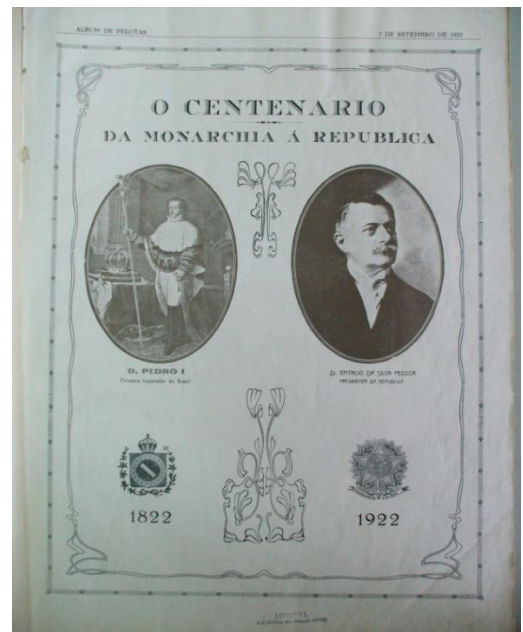 ALBUM DE PELOTAS
7 DE SETEMBRO DE 1922
O CENTENARIO
DA MONARCHIA Á REPUBLICA
D. PEDRO I
Primeiro Imperador do Brasil
Dr. EPITACIO DA SILVA PESSOA
PRESIDENTE DA REPUBLICA
1822
1922